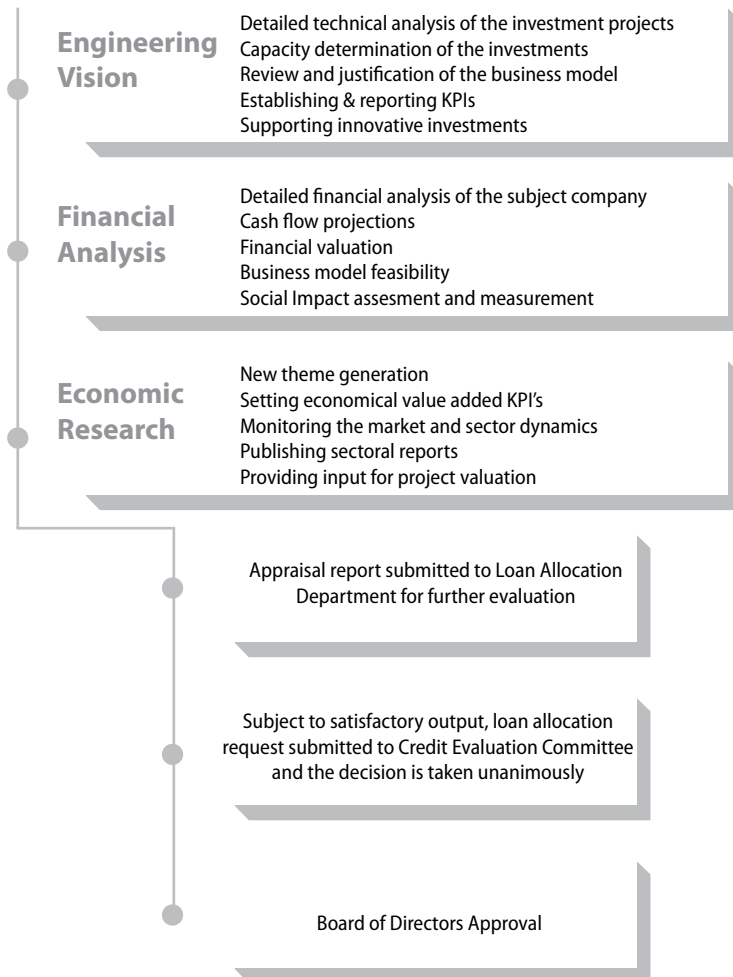 Engineering
Vision
Detailed technical analysis of the investment projects
Capacity determination of the investments
Review and justification of the business model
Establishing & reporting KPIs
Supporting innovative investments
Financial
Analysis
Detailed financial analysis of the subject company
Cash flow projections
Financial valuation
Business model feasibility
Social Impact assesment and measurement
Economic
Research
New theme generation
Setting economical value added KPI's
Monitoring the market and sector dynamics
Publishing sectoral reports
Providing input for project valuation
Appraisal report submitted to Loan Allocation
Department for further evaluation
Subject to satisfactory output, loan allocation
request submitted to Credit Evaluation Committee
and the decision is taken unanimously
Board of Directors Approval